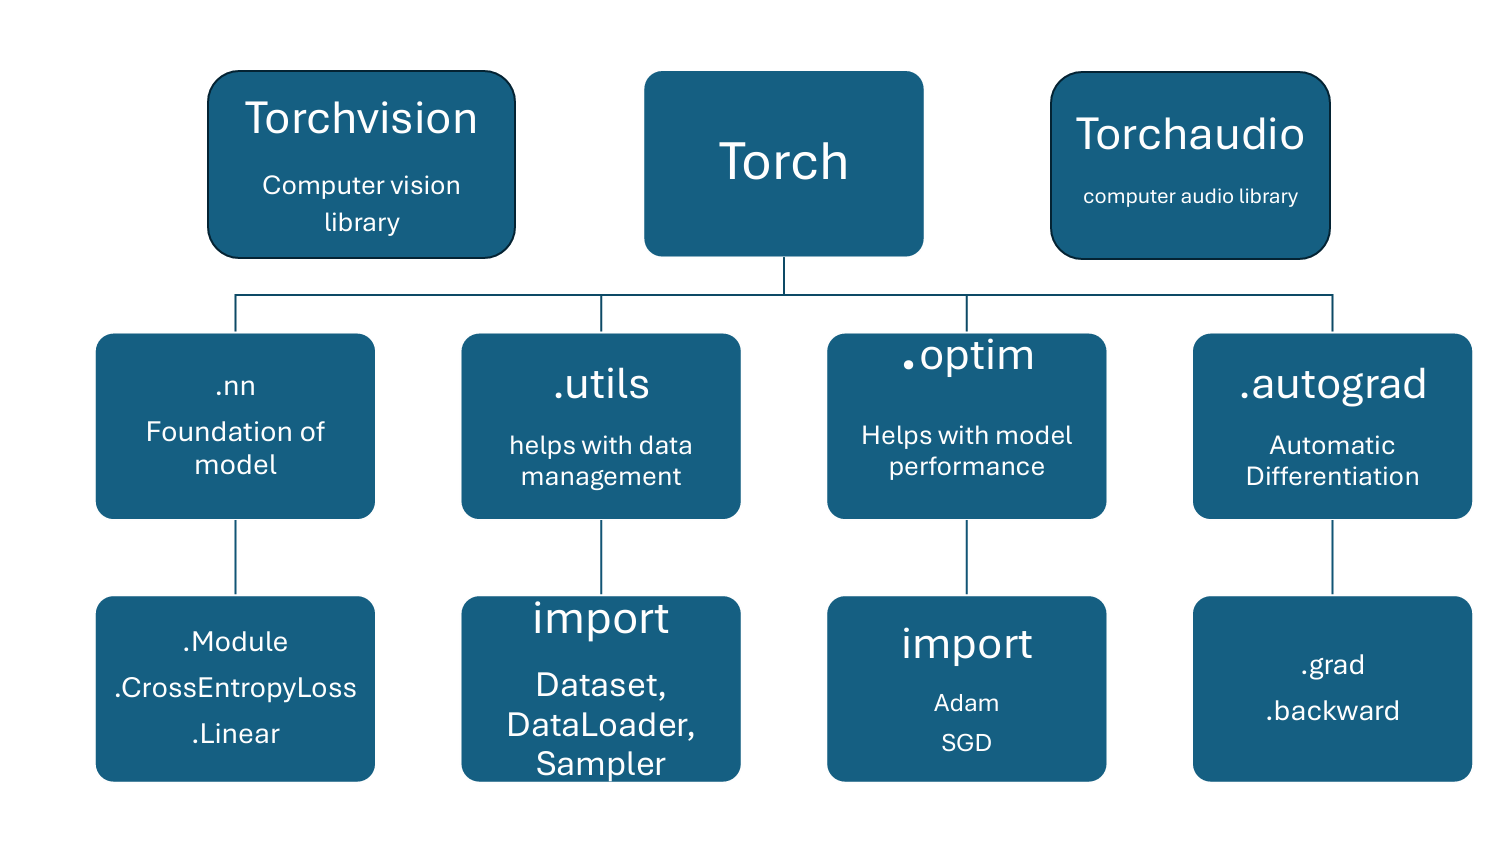 Torchvision
Computer vision
library
Torch
Torchaudio
computer audio library
.nn
Foundation of
model
.utils
helps with data
management
.optim
Helps with model
performance
.autograd
Automatic
Differentiation
.Module
.CrossEntropyLoss
.Linear
import
Dataset,
DataLoader,
Sampler
import
Adam
SGD
.grad
.backward